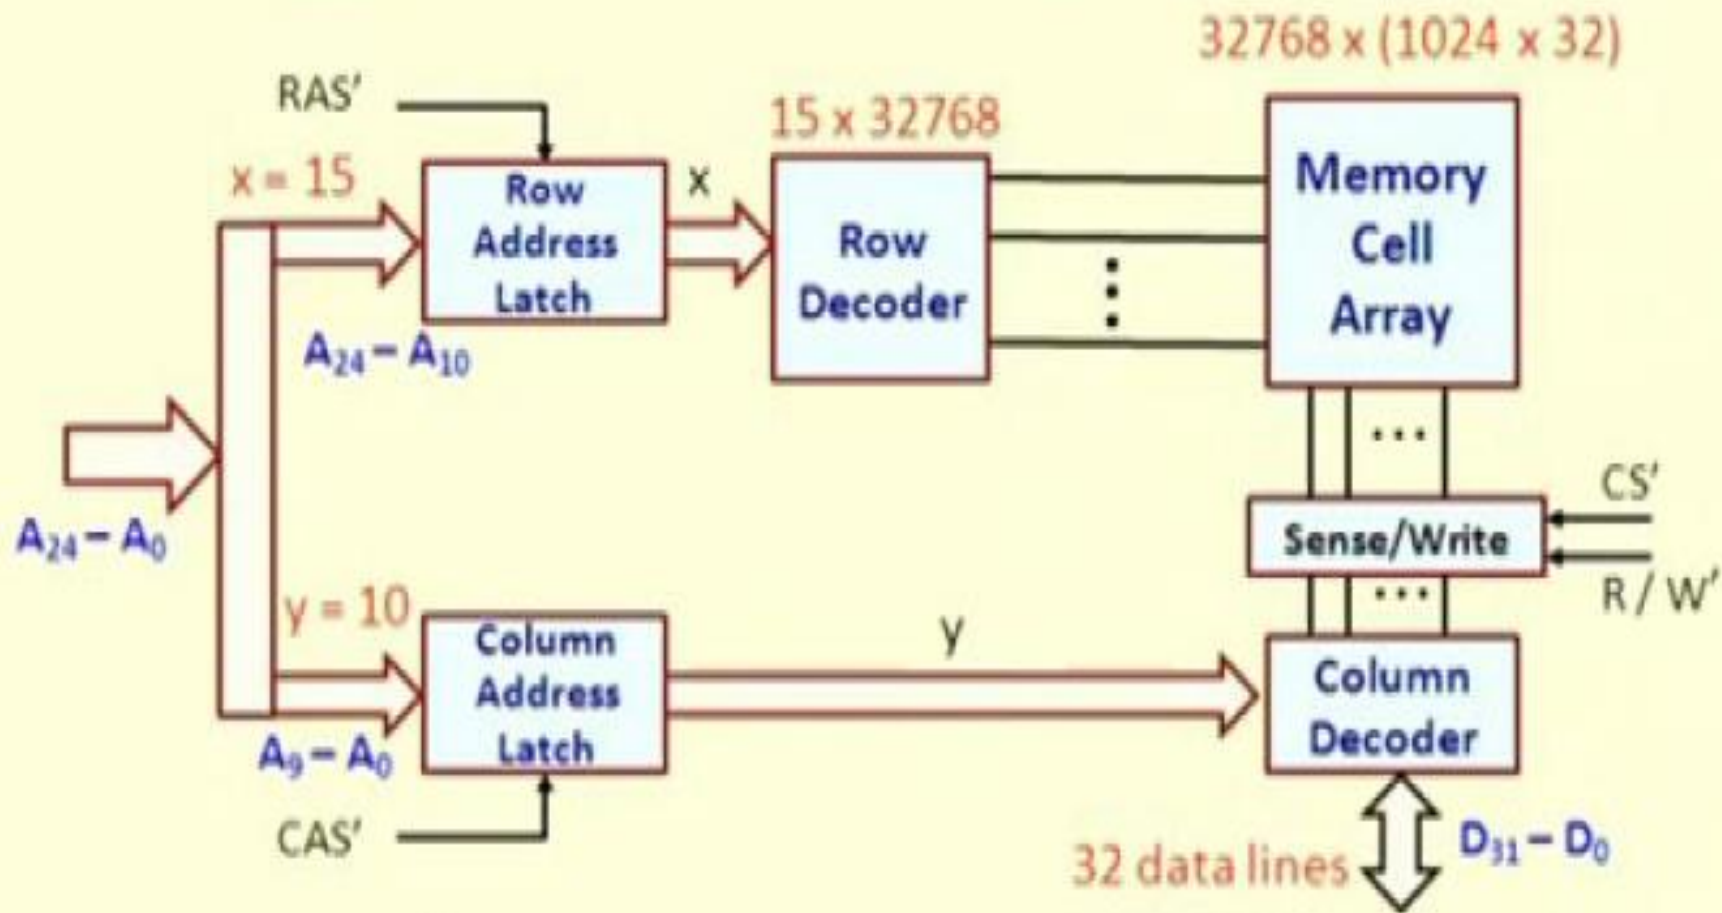 32768 x (1024 x 32)
RAS'
15 x 32768
x = 15
Row
Address
Latch
x
Row
Decoder
Memory
Cell
Array
A₂₄ – A₁₀
...
A₂₄ – A₀
CS'
Sense/Write
R / W'
...
y = 10
Column
Address
Latch
y
Column
Decoder
A₉ – A₀
CAS'
32 data lines
D₃₁ – D₀